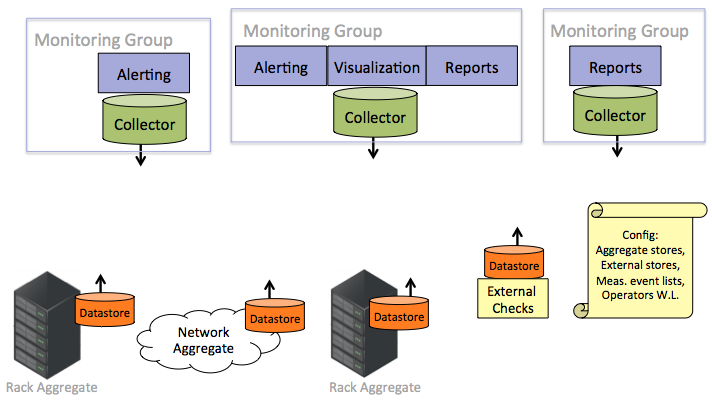 Monitoring Group
Alerting
Collector
Monitoring Group
Alerting
Visualization
Reports
Collector
Monitoring Group
Reports
Collector
Datastore
Rack Aggregate
Network
Aggregate
Datastore
Datastore
Rack Aggregate
Datastore
External
Checks
Config:
Aggregate stores,
External stores,
Meas. event lists,
Operators W.L.